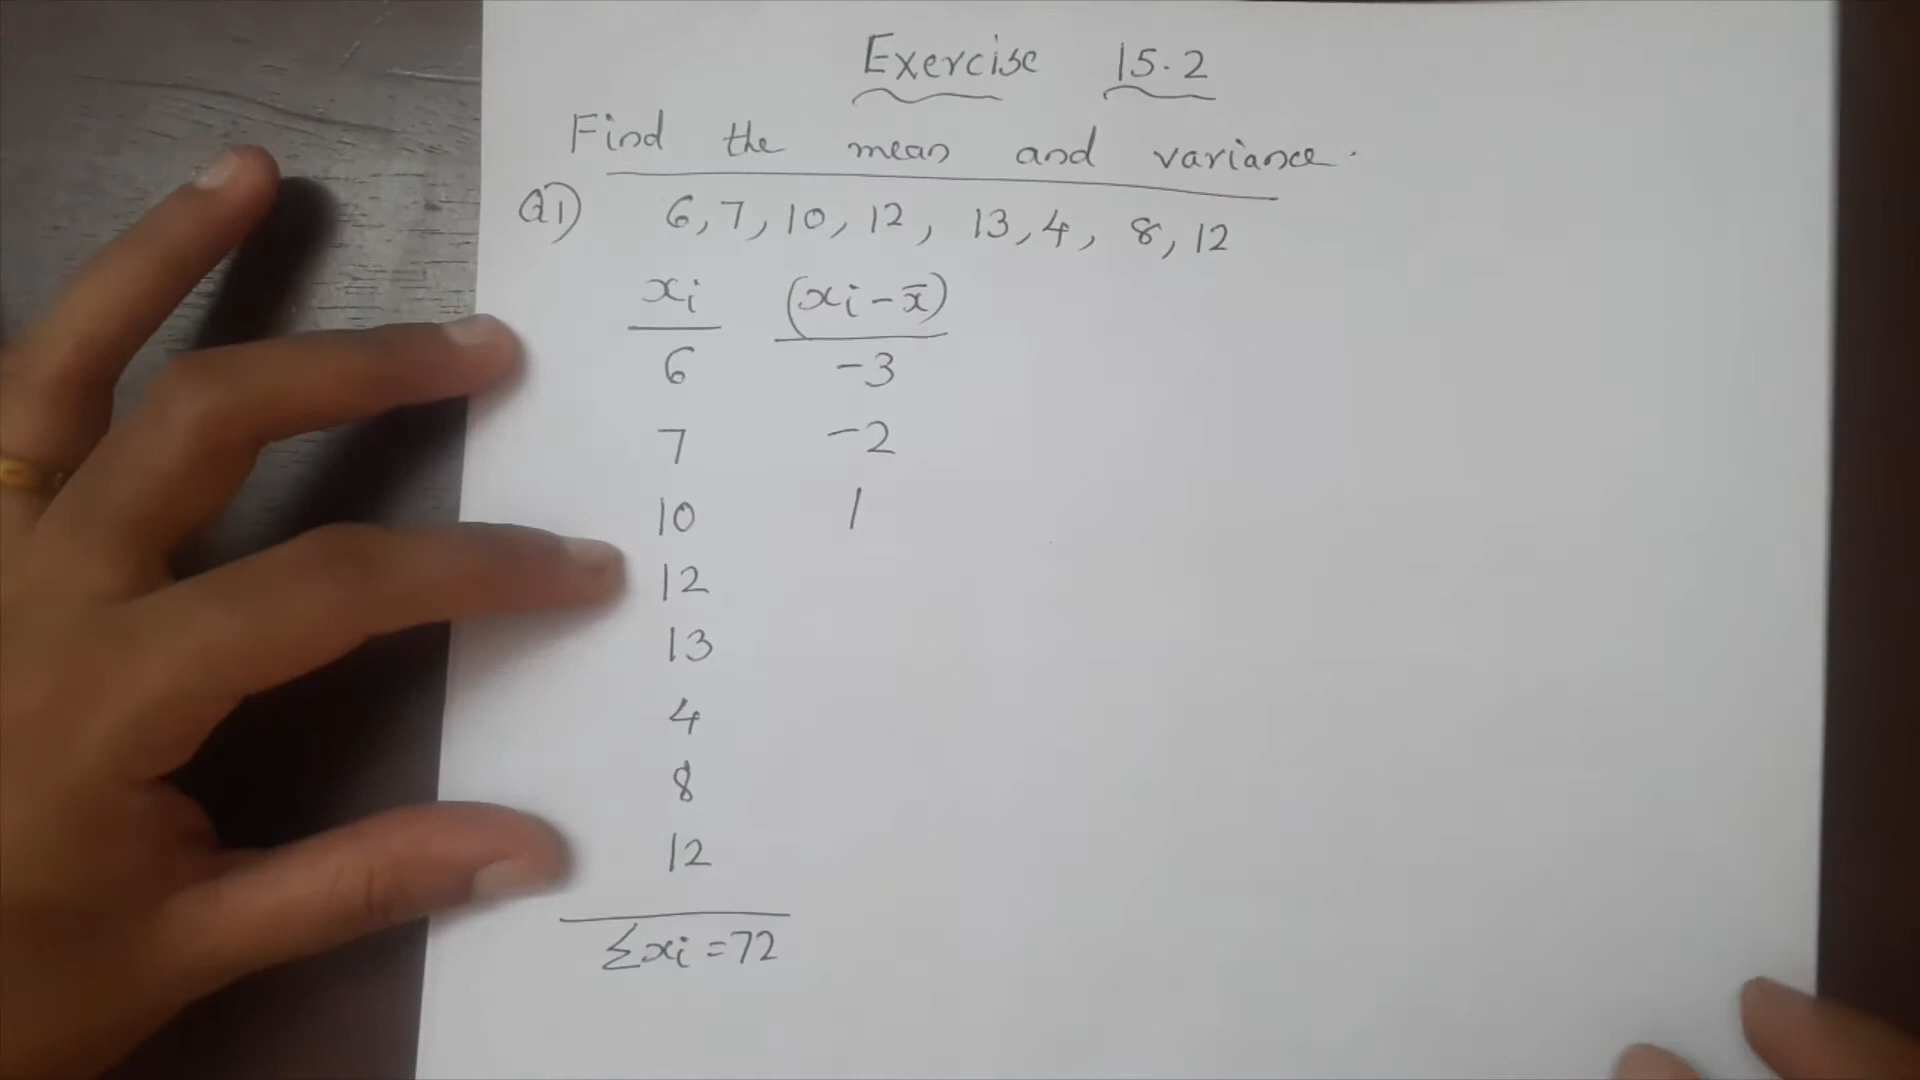 Exercise 15.2
Find the mean and variance.
Q1) 6, 7, 10, 12, 13, 4, 8, 12
xi (xi - x̄)
6 -3
7 -2
10 1
12
13
4
8
12
Σxi = 72